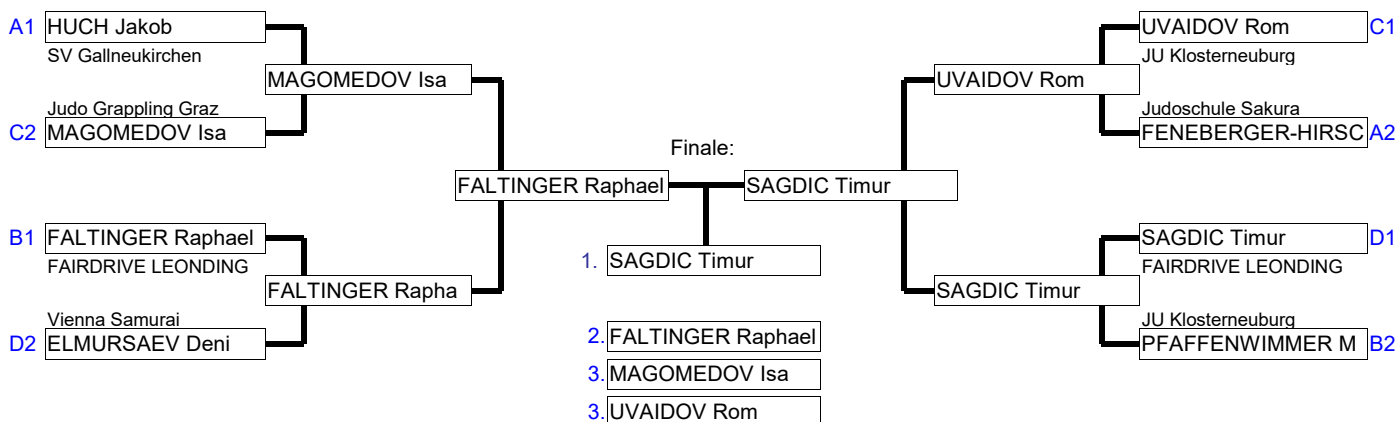 A1 HUCH Jakob
SV Gallneukirchen
MAGOMEDOV Isa
Judo Grappling Graz
C2 MAGOMEDOV Isa
FALTINGER Raphael
B1 FALTINGER Raphael
FAIRDRIVE LEONDING
FALTINGER Rapha
Vienna Samurai
D2 ELMURSAEV Deni
Finale:
1. SAGDIC Timur
2. FALTINGER Raphael
3. MAGOMEDOV Isa
3. UVAIDOV Rom
UVAIDOV Rom C1
JU Klosterneuburg
UVAIDOV Rom
Judoschule Sakura
FENEBERGER-HIRSC A2
SAGDIC Timur
SAGDIC Timur D1
FAIRDRIVE LEONDING
SAGDIC Timur
JU Klosterneuburg
PFAFFENWIMMER M B2